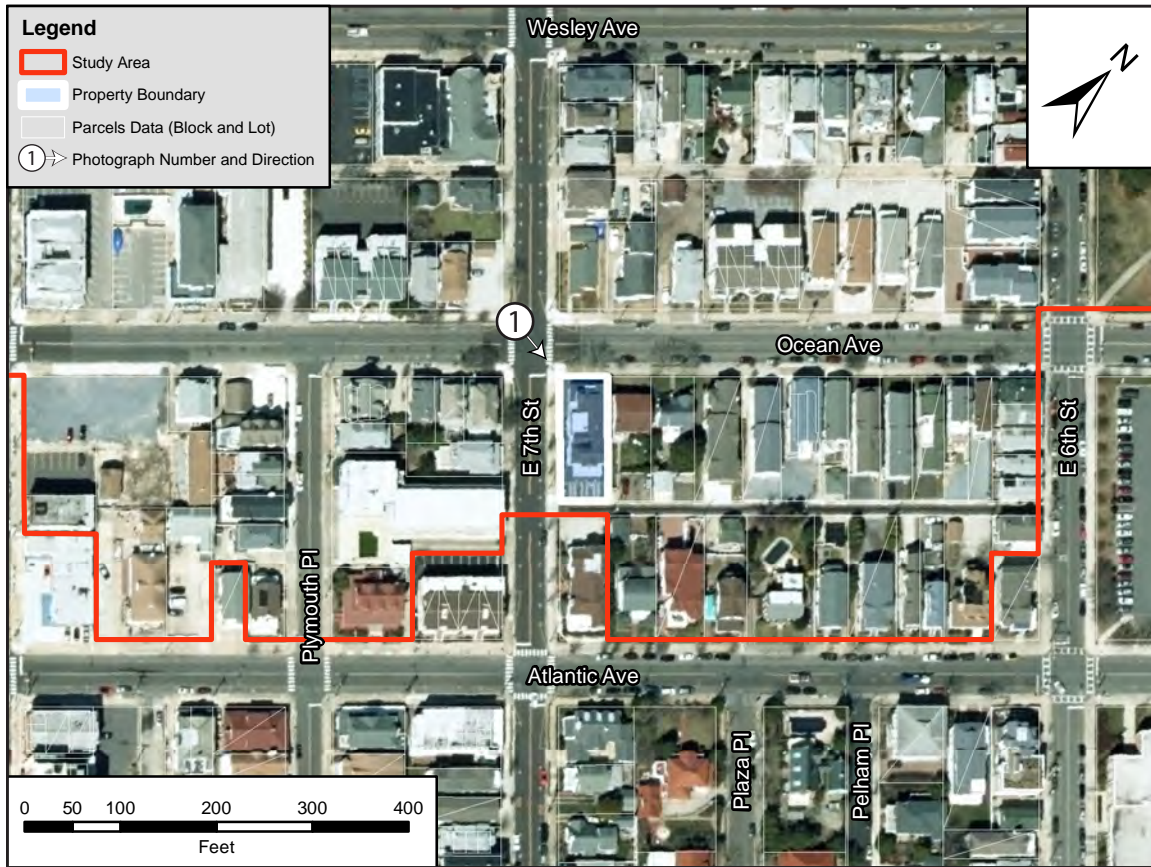 Legend
Study Area
Property Boundary
Parcels Data (Block and Lot)
1 Photograph Number and Direction
Wesley Ave
N
1
Ocean Ave
E 7th St
E 6th St
Plymouth Pl
Atlantic Ave
Plaza Pl
Pelham Pl
0 50 100 200 300 400
Feet